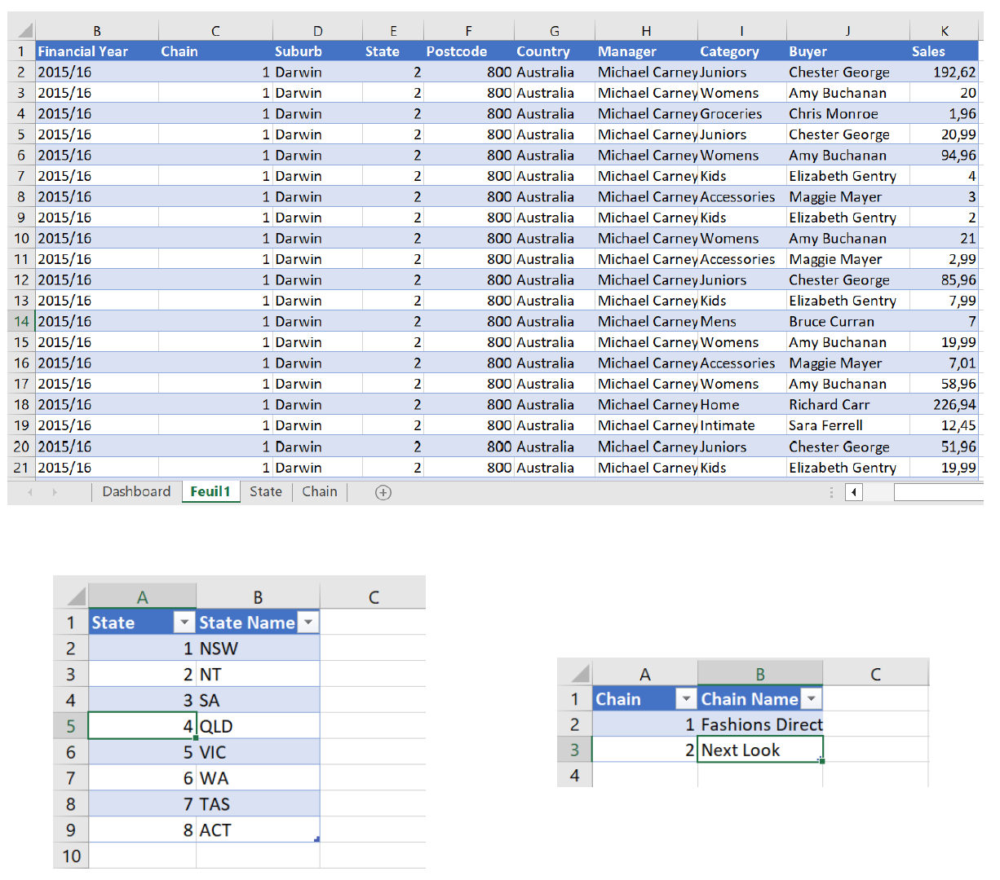 B C D E F G H I J K
1 Financial Year Chain Suburb State Postcode Country Manager Category Buyer Sales
2 2015/16 1 Darwin 2 800 Australia Michael Carney Juniors Chester George 192,62
3 2015/16 1 Darwin 2 800 Australia Michael Carney Womens Amy Buchanan 20
4 2015/16 1 Darwin 2 800 Australia Michael Carney Groceries Chris Monroe 1,96
5 2015/16 1 Darwin 2 800 Australia Michael Carney Juniors Chester George 20,99
6 2015/16 1 Darwin 2 800 Australia Michael Carney Womens Amy Buchanan 94,96
7 2015/16 1 Darwin 2 800 Australia Michael Carney Kids Elizabeth Gentry 4
8 2015/16 1 Darwin 2 800 Australia Michael Carney Accessories Maggie Mayer 3
9 2015/16 1 Darwin 2 800 Australia Michael Carney Kids Elizabeth Gentry 2
10 2015/16 1 Darwin 2 800 Australia Michael Carney Womens Amy Buchanan 21
11 2015/16 1 Darwin 2 800 Australia Michael Carney Accessories Maggie Mayer 2,99
12 2015/16 1 Darwin 2 800 Australia Michael Carney Juniors Chester George 85,96
13 2015/16 1 Darwin 2 800 Australia Michael Carney Kids Elizabeth Gentry 7,99
14 2015/16 1 Darwin 2 800 Australia Michael Carney Mens Bruce Curran 7
15 2015/16 1 Darwin 2 800 Australia Michael Carney Womens Amy Buchanan 19,99
16 2015/16 1 Darwin 2 800 Australia Michael Carney Accessories Maggie Mayer 7,01
17 2015/16 1 Darwin 2 800 Australia Michael Carney Womens Amy Buchanan 58,96
18 2015/16 1 Darwin 2 800 Australia Michael Carney Home Richard Carr 226,94
19 2015/16 1 Darwin 2 800 Australia Michael Carney Intimate Sara Ferrell 12,45
20 2015/16 1 Darwin 2 800 Australia Michael Carney Juniors Chester George 51,96
21 2015/16 1 Darwin 2 800 Australia Michael Carney Kids Elizabeth Gentry 19,99
Dashboard Feuil1 State Chain
A B C
1 State State Name
2 1 NSW
3 2 NT
4 3 SA
5 4 QLD
6 5 VIC
7 6 WA
8 7 TAS
9 8 ACT
10
A B C
1 Chain Chain Name
2 1 Fashions Direct
3 2 Next Look
4